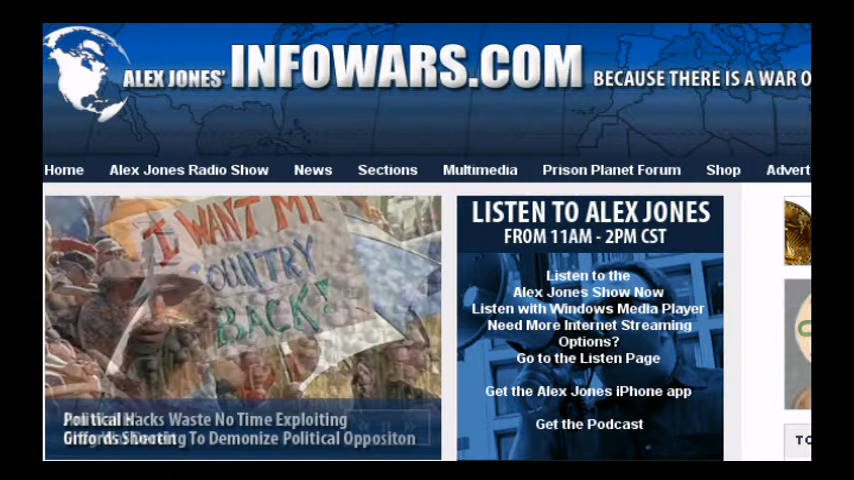 ALEX JONES' INFOWARS.COM BECAUSE THERE IS A WAR O
Home Alex Jones Radio Show News Sections Multimedia Prison Planet Forum Shop Advert
I WANT MY
COUNTRY
BACK!
LISTEN TO ALEX JONES
FROM 11AM - 2PM CST
Listen to the
Alex Jones Show Now
Listen with Windows Media Player
Need More Internet Streaming
Options?
Go to the Listen Page
Get the Alex Jones iPhone app
Get the Podcast
Political Hacks Waste No Time Exploiting
Giffords Shooting To Demonize Political Oppositon
TO